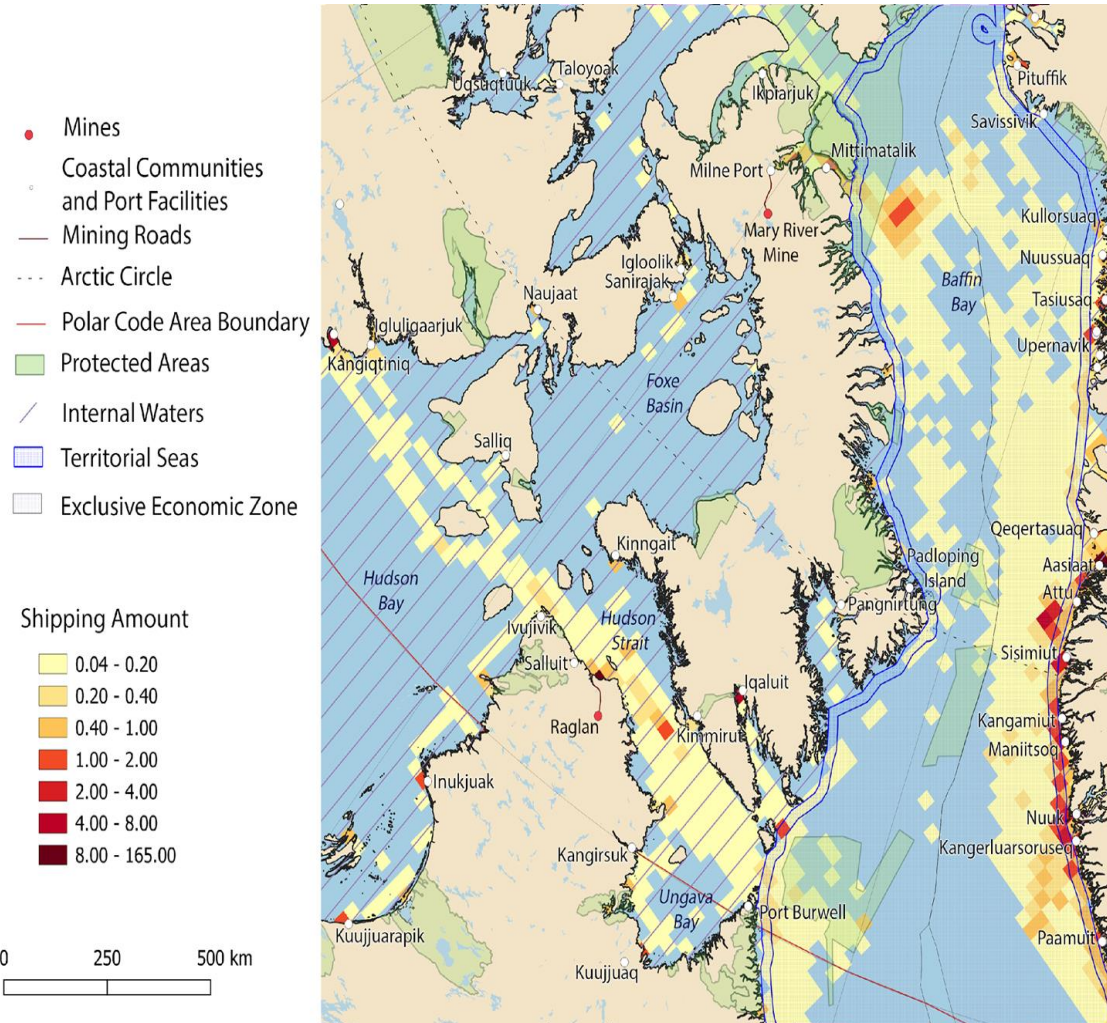 Mines
Coastal Communities
and Port Facilities
Mining Roads
Arctic Circle
Polar Code Area Boundary
Protected Areas
Internal Waters
Territorial Seas
Exclusive Economic Zone
Shipping Amount
0.04 - 0.20
0.20 - 0.40
0.40 - 1.00
1.00 - 2.00
2.00 - 4.00
4.00 - 8.00
8.00 - 165.00
0
250
500 km
Uqsuqtuuk
Taloyoak
Ikpiarjuk
Pituffik
Savissivik
Mittimatalik
Milne Port
Mary River
Mine
Kullorsuaq
Nuussuaq
Igloolik
Sanirajak
Baffin
Bay
Tasiusaq
Naujaat
Upernavik
Igluligaarjuk
Kangiqtiniq
Foxe
Basin
Salliq
Qeqertasuaq
Kinngait
Padloping
Island
Aasiaat
Attu
Hudson
Bay
Pangnirtung
Ivujivik
Hudson
Strait
Sisimiut
Salluit
Iqaluit
Raglan
Kimmirut
Kangamiut
Maniitsoq
Inukjuak
Nuuk
Kangerluarsoruseq
Kangirsuk
Ungava
Bay
Port Burwell
Kuujjuarapik
Paamuit
Kuujjuaq